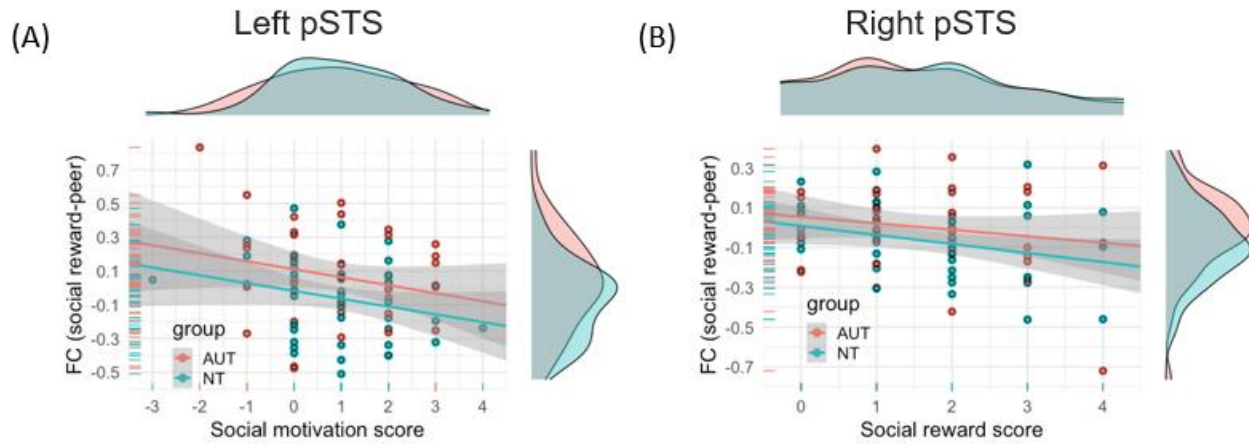 (A)
Left pSTS
FC (social reward-peer)
0.7
0.5
0.3
0.1
-0.1
-0.3
-0.5
group
AUT
NT
-3 -2 -1 0 1 2 3 4
Social motivation score
(B)
Right pSTS
FC (social reward-peer)
0.3
0.1
-0.1
-0.3
-0.5
-0.7
group
AUT
NT
0 1 2 3 4
Social reward score